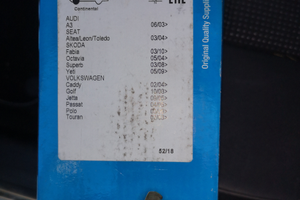 Continental
Original Quality Supplie
AUDI
A3 06/03>
SEAT
Altea/Leon/Toledo 03/04>
SKODA
Fabia 03/10>
Octavia 05/04>
Superb 03/08>
Yeti 05/09>
VOLKSWAGEN
Caddy 02/04>
Golf 10/03>
Jetta
Passat
Polo
Touran
52/18